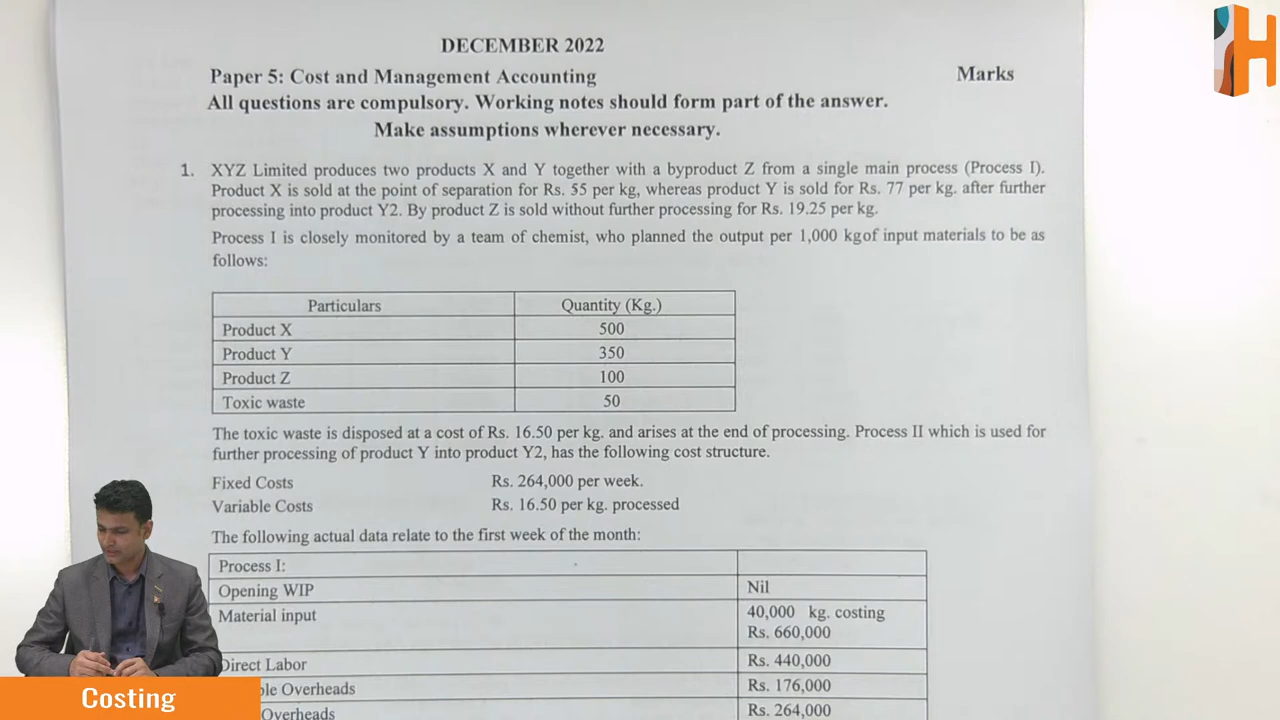 DECEMBER 2022
Paper 5: Cost and Management Accounting Marks
All questions are compulsory. Working notes should form part of the answer.
Make assumptions wherever necessary.
1. XYZ Limited produces two products X and Y together with a byproduct Z from a single main process (Process I).
Product X is sold at the point of separation for Rs. 55 per kg, whereas product Y is sold for Rs. 77 per kg. after further
processing into product Y2. By product Z is sold without further processing for Rs. 19.25 per kg.
Process I is closely monitored by a team of chemist, who planned the output per 1,000 kgof input materials to be as
follows:
Particulars Quantity (Kg.)
Product X 500
Product Y 350
Product Z 100
Toxic waste 50
The toxic waste is disposed at a cost of Rs. 16.50 per kg. and arises at the end of processing. Process II which is used for
further processing of product Y into product Y2, has the following cost structure.
Fixed Costs Rs. 264,000 per week.
Variable Costs Rs. 16.50 per kg. processed
The following actual data relate to the first week of the month:
Process I:
Opening WIP Nil
Material input 40,000 kg. costing
Rs. 660,000
Direct Labor Rs. 440,000
Overheads Rs. 176,000
Overheads Rs. 264,000
Costing
H